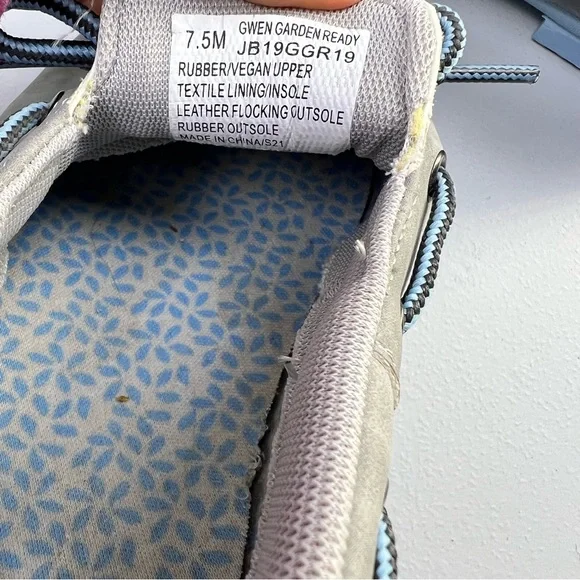 GWEN GARDEN READY
7.5M JB19GGR19
RUBBER/VEGAN UPPER
TEXTILE LINING/INSOLE
LEATHER FLOCKING OUTSOLE
RUBBER OUTSOLE
MADE IN CHINA/S21